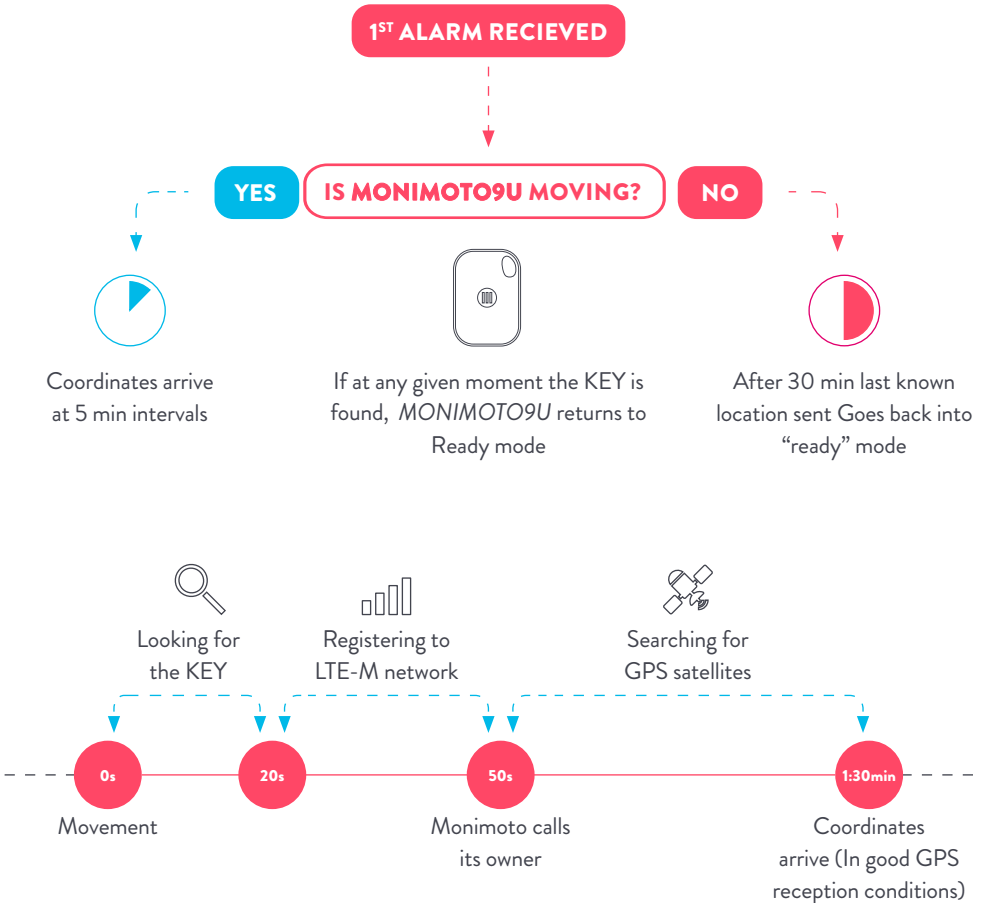 1ST ALARM RECIEVED
YES
IS MONIMOTO9U MOVING?
NO
Coordinates arrive
at 5 min intervals
If at any given moment the KEY is
found, MONIMOTO9U returns to
Ready mode
After 30 min last known
location sent Goes back into
“ready” mode
Looking for
the KEY
Registering to
LTE-M network
Searching for
GPS satellites
0s
20s
50s
1:30min
Movement
Monimoto calls
its owner
Coordinates
arrive (In good GPS
reception conditions)